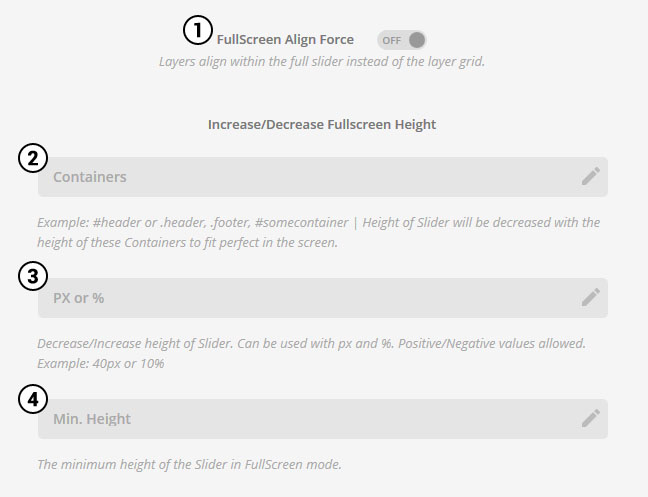 1 FullScreen Align Force OFF
Layers align within the full slider instead of the layer grid.
Increase/Decrease Fullscreen Height
2
Containers
Example: #header or .header, .footer, #somecontainer | Height of Slider will be decreased with the
height of these Containers to fit perfect in the screen.
3
PX or %
Decrease/Increase height of Slider. Can be used with px and %. Positive/Negative values allowed.
Example: 40px or 10%
4
Min. Height
The minimum height of the Slider in FullScreen mode.